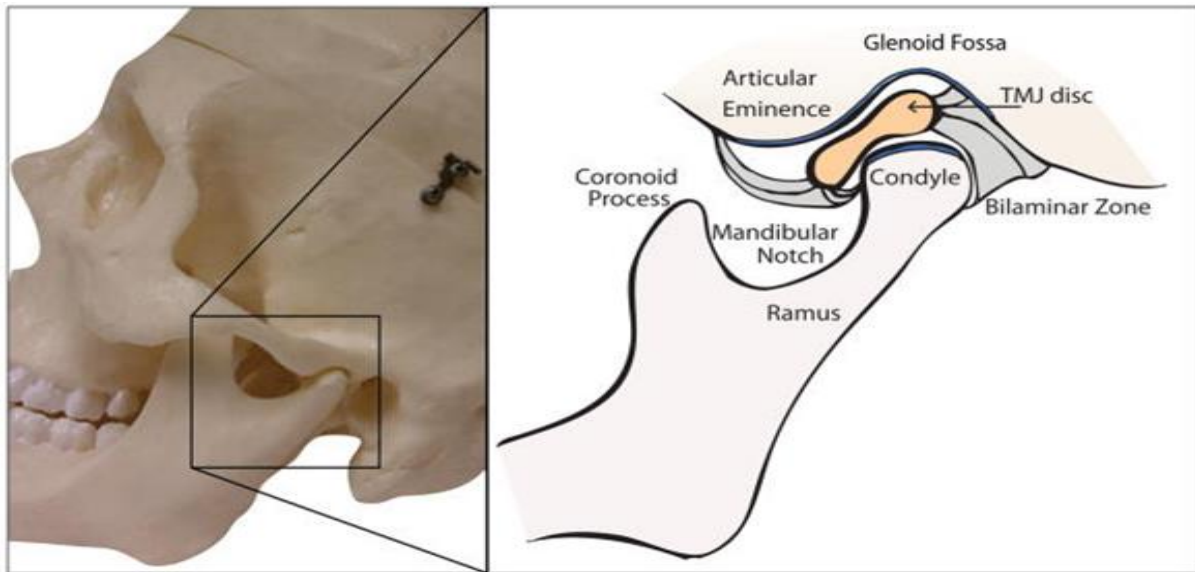 Glenoid Fossa
Articular
Eminence
TMJ disc
Coronoid
Process
Condyle
Bilaminar Zone
Mandibular
Notch
Ramus